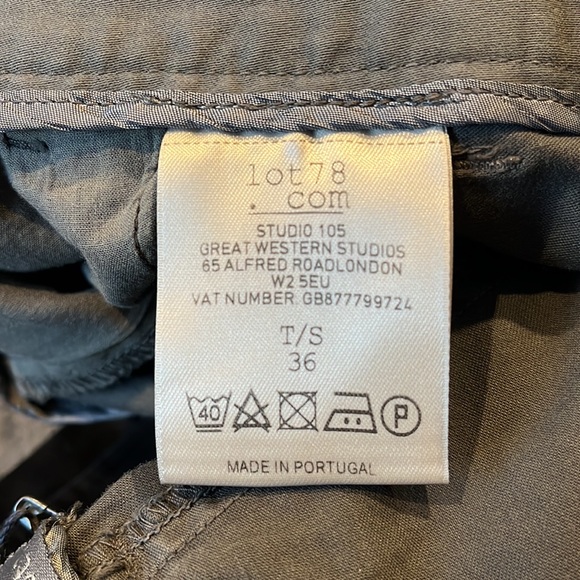 lot78
. com
STUDIO 105
GREAT WESTERN STUDIOS
65 ALFRED ROADLONDON
W2 5EU
VAT NUMBER GB877799724
T/S
36
40 P
MADE IN PORTUGAL